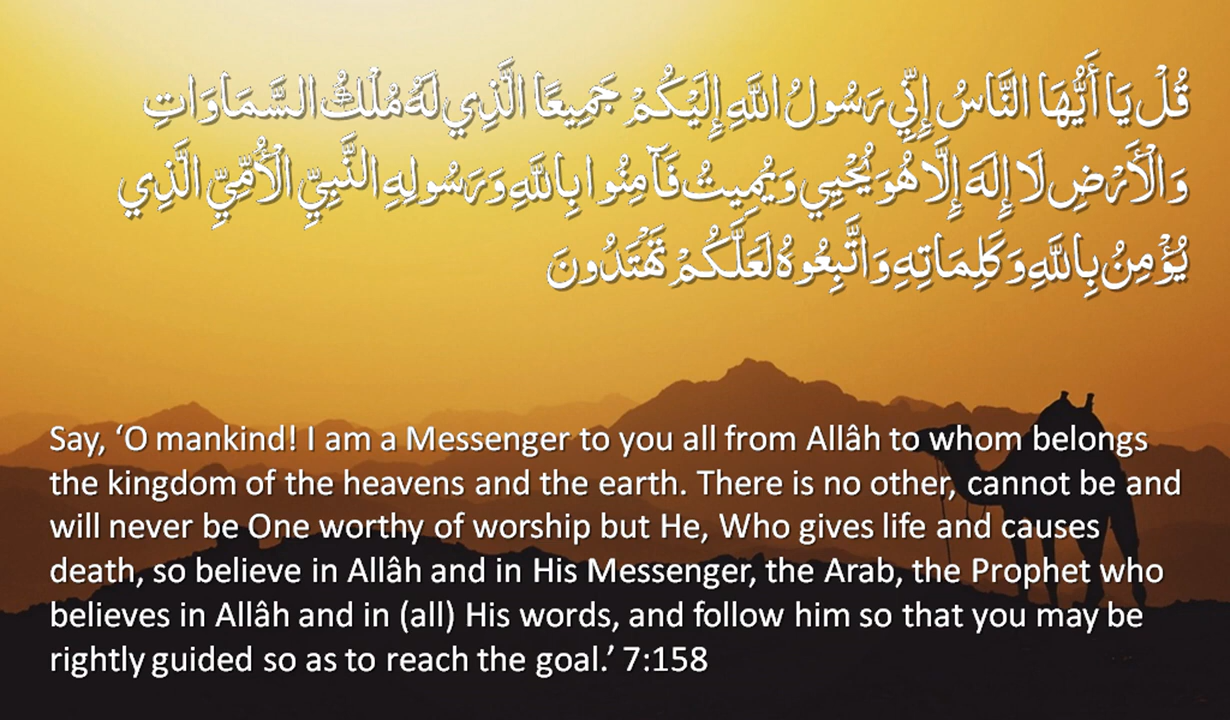 قُلْ يَا أَيُّهَا النَّاسُ إِنِّي رَسُولُ اللَّهِ إِلَيْكُمْ جَمِيعًا الَّذِي لَهُ مُلْكُ السَّمَاوَاتِ
وَالْأَرْضِ لَا إِلَهَ إِلَّا هُوَ يُحْيِي وَيُمِيتُ فَآمِنُوا بِاللَّهِ وَرَسُولِهِ النَّبِيِّ الْأُمِّيِّ الَّذِي
يُؤْمِنُ بِاللَّهِ وَكَلِمَاتِهِ وَاتَّبِعُوهُ لَعَلَّكُمْ تَهْتَدُونَ
Say, ‘O mankind! I am a Messenger to you all from Allâh to whom belongs
the kingdom of the heavens and the earth. There is no other, cannot be and
will never be One worthy of worship but He, Who gives life and causes
death, so believe in Allâh and in His Messenger, the Arab, the Prophet who
believes in Allâh and in (all) His words, and follow him so that you may be
rightly guided so as to reach the goal.’ 7:158